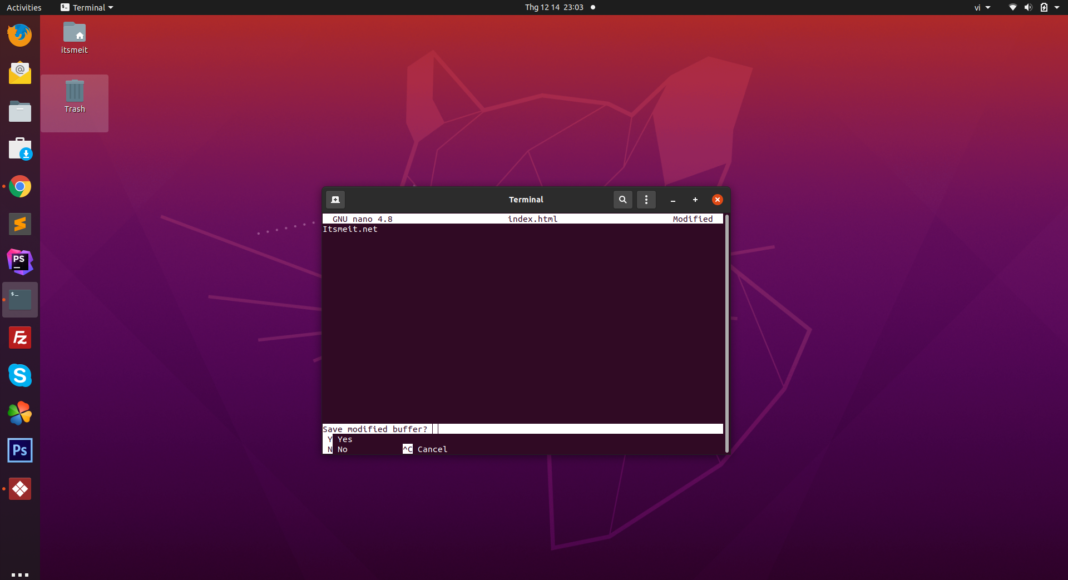 Activities Terminal Thg 12 14 23:03 vi
itsmeit
Trash
Terminal
GNU nano 4.8 index.html Modified
Itsmeit.net
PS
Fz
S
Ps
Save modified buffer?
Y Yes
N No ^C Cancel